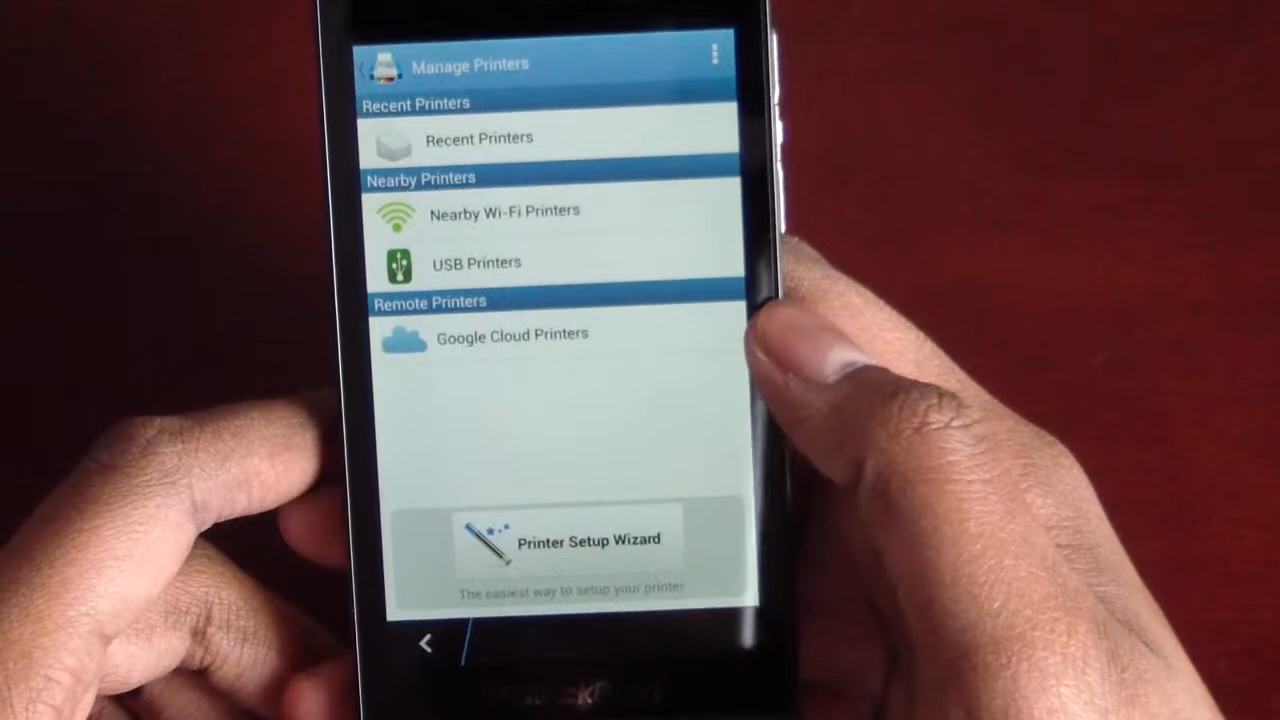 Manage Printers
Recent Printers
Recent Printers
Nearby Printers
Nearby Wi-Fi Printers
USB Printers
Remote Printers
Google Cloud Printers
Printer Setup Wizard
The easiest way to setup your printer